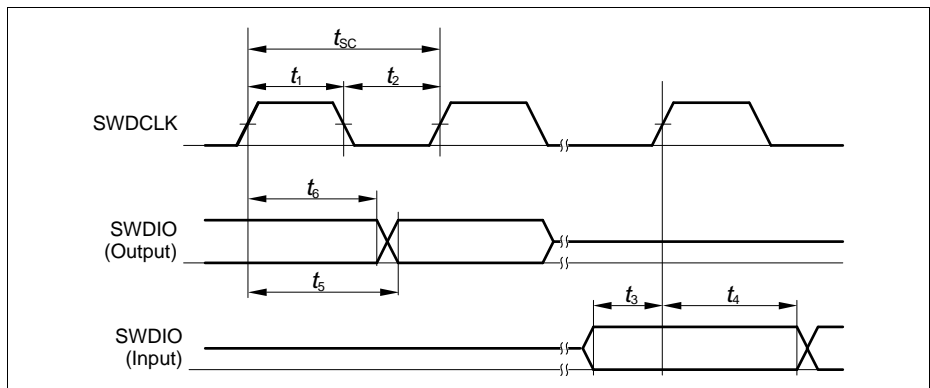 tSC
t1 t2
SWDCLK
t6
SWDIO
(Output)
t5
t3 t4
SWDIO
(Input)